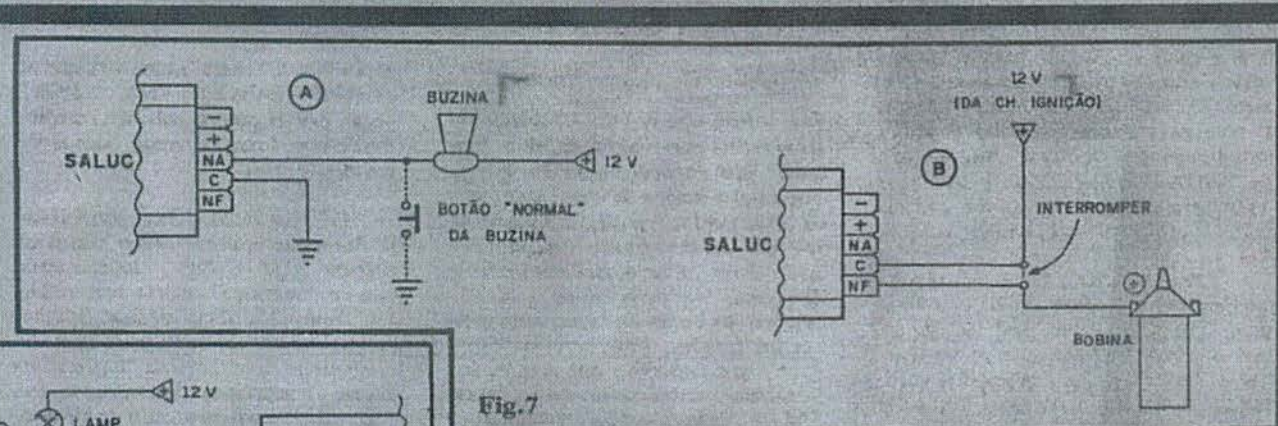 A
BUZINA
SALUC
-
+
NA
C
NF
12 V
BOTÃO "NORMAL"
DA BUZINA
B
12 V
(DA CH. IGNIÇÃO)
SALUC
-
+
NA
C
NF
INTERROMPER
+
BOBINA
12 V
LAMP
Fig.7